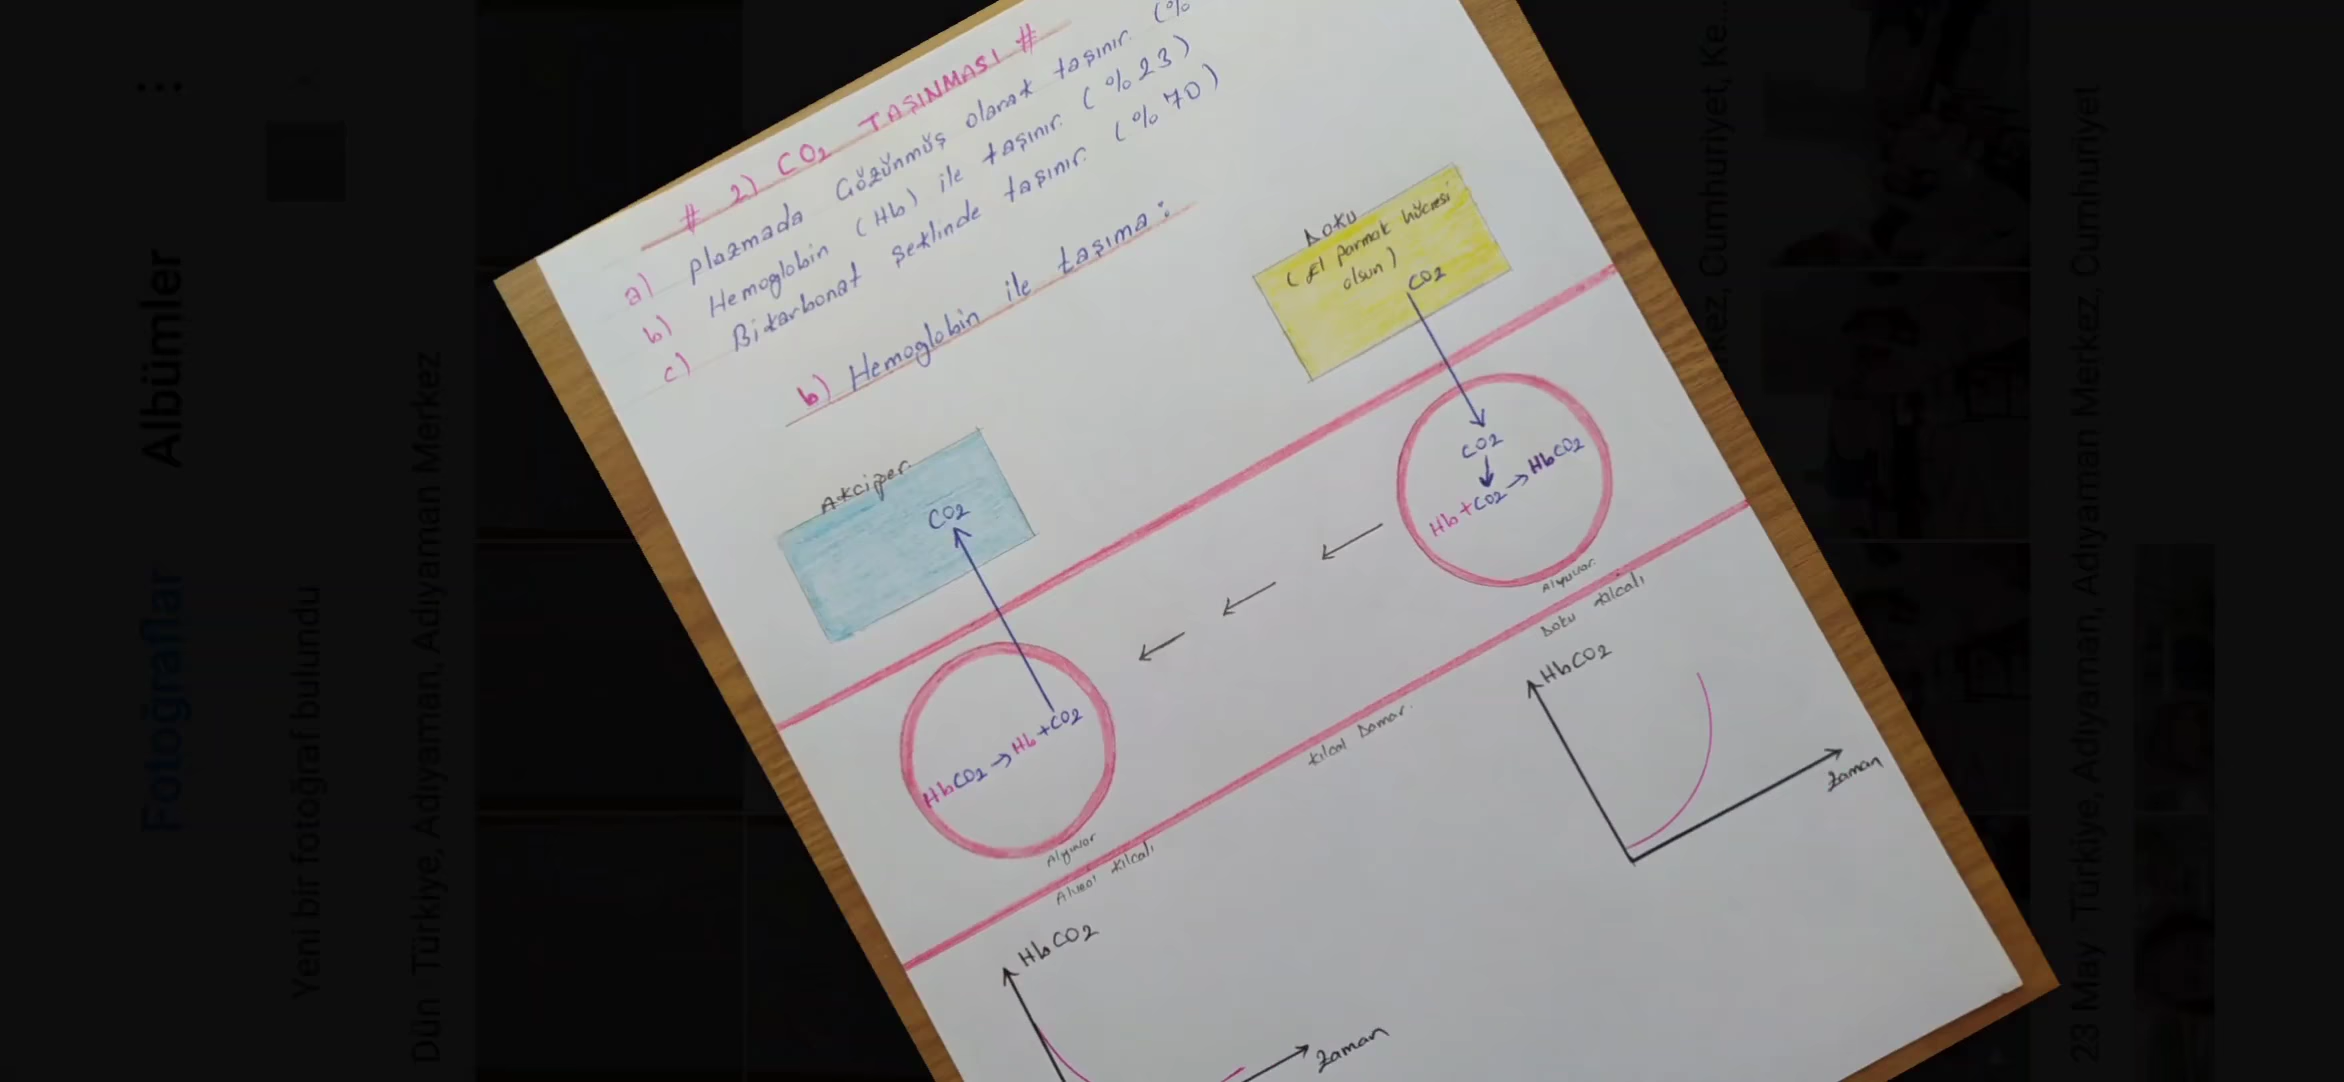 # 2) CO2 TAŞINMASI #
a) Plazmada Çözünmüş olarak taşınır. (%
b) Hemoglobin (Hb) ile taşınır. (%23)
c) Bikarbonat şeklinde taşınır. (%70)
b) Hemoglobin ile taşıma:
Doku
(El Parmak hücresi
olsun)
CO2
CO2
Hb+CO2→HbCO2
Alyuvar
Doku kılcalı
Akciğer
CO2
HbCO2→Hb+CO2
Alyuvar
Alveol kılcalı
Kılcal Damar.
HbCO2
Zaman
HbCO2
Zaman
Fotoğraflar Albümler
Yeni bir fotoğraf bulundu
Dün Türkiye, Adıyaman, Adıyaman Merkez
Merkez, Cumhuriyet, Ke...
23 May Türkiye, Adıyaman, Adıyaman Merkez, Cumhuriyet